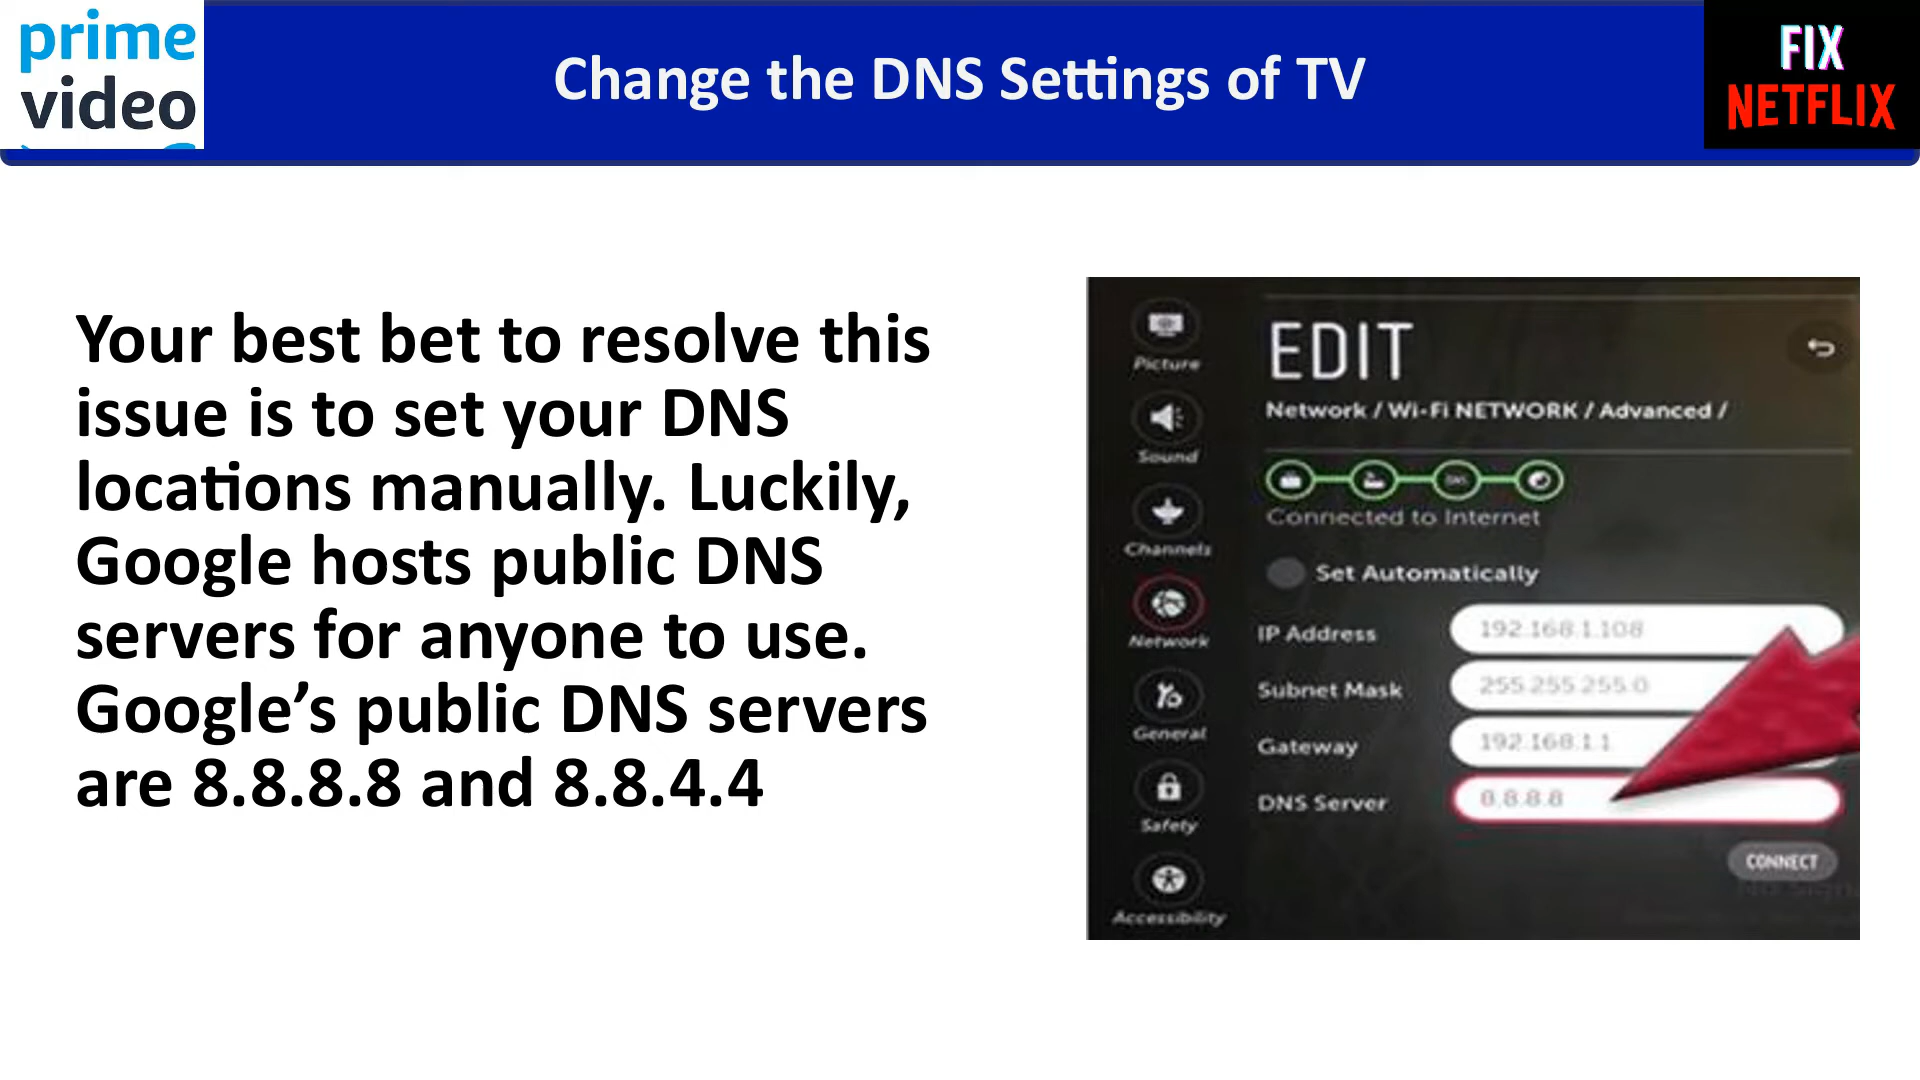 prime
video
Change the DNS Settings of TV
FIX
NETFLIX
Your best bet to resolve this
issue is to set your DNS
locations manually. Luckily,
Google hosts public DNS
servers for anyone to use.
Google’s public DNS servers
are 8.8.8.8 and 8.8.4.4
Picture
Sound
Channels
Network
General
Safety
Accessibility
EDIT
Network / Wi-Fi NETWORK / Advanced /
DNS
Connected to Internet
Set Automatically
IP Address 192.168.1.108
Subnet Mask 255.255.255.0
Gateway 192.168.1.1
DNS Server 8.8.8.8
CONNECT